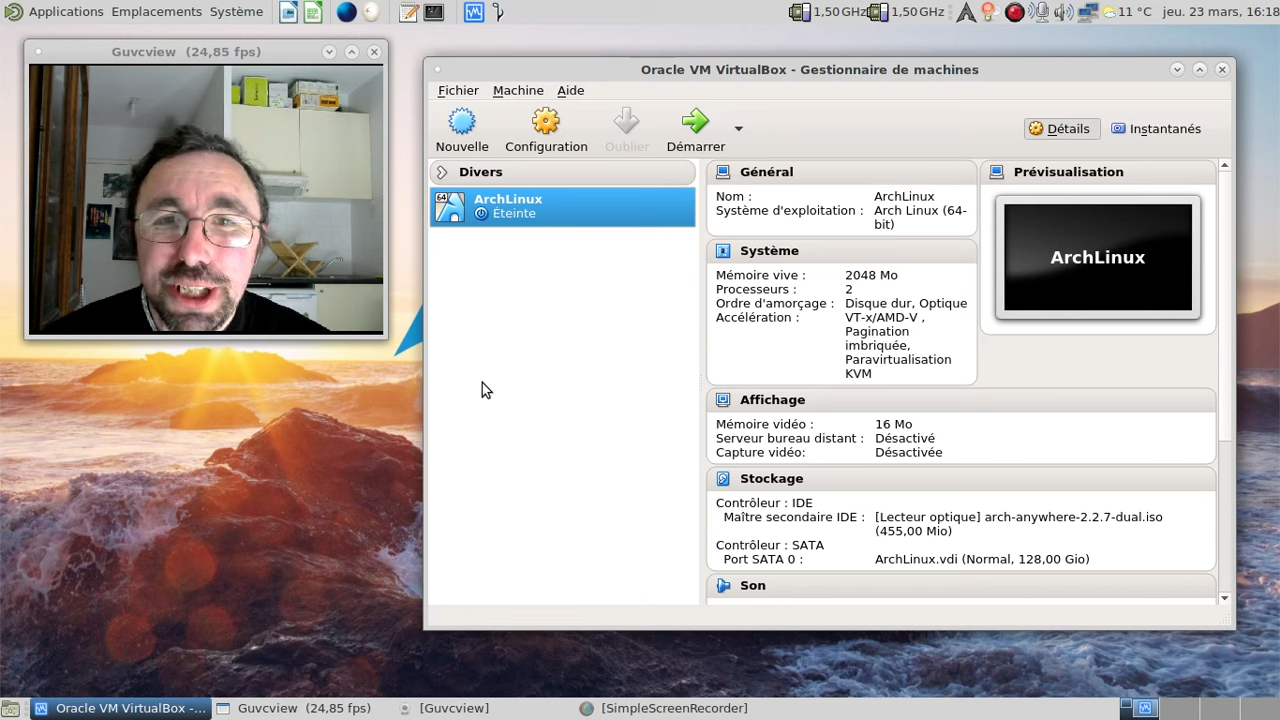 Applications Emplacements Système
1,50 GHz 1,50 GHz 11 °C jeu. 23 mars, 16:18
Guvcview (24,85 fps)
Oracle VM VirtualBox - Gestionnaire de machines
Fichier Machine Aide
Nouvelle Configuration Oublier Démarrer
Détails Instantanés
Divers
64 ArchLinux
Éteinte
Général
Nom : ArchLinux
Système d'exploitation : Arch Linux (64-
bit)
Prévisualisation
ArchLinux
Système
Mémoire vive : 2048 Mo
Processeurs : 2
Ordre d'amorçage : Disque dur, Optique
Accélération : VT-x/AMD-V ,
Pagination
imbriquée,
Paravirtualisation
KVM
Affichage
Mémoire vidéo : 16 Mo
Serveur bureau distant : Désactivé
Capture vidéo: Désactivée
Stockage
Contrôleur : IDE
Maître secondaire IDE : [Lecteur optique] arch-anywhere-2.2.7-dual.iso
(455,00 Mio)
Contrôleur : SATA
Port SATA 0 : ArchLinux.vdi (Normal, 128,00 Gio)
Son
Oracle VM VirtualBox -... Guvcview (24,85 fps) [Guvcview] [SimpleScreenRecorder]